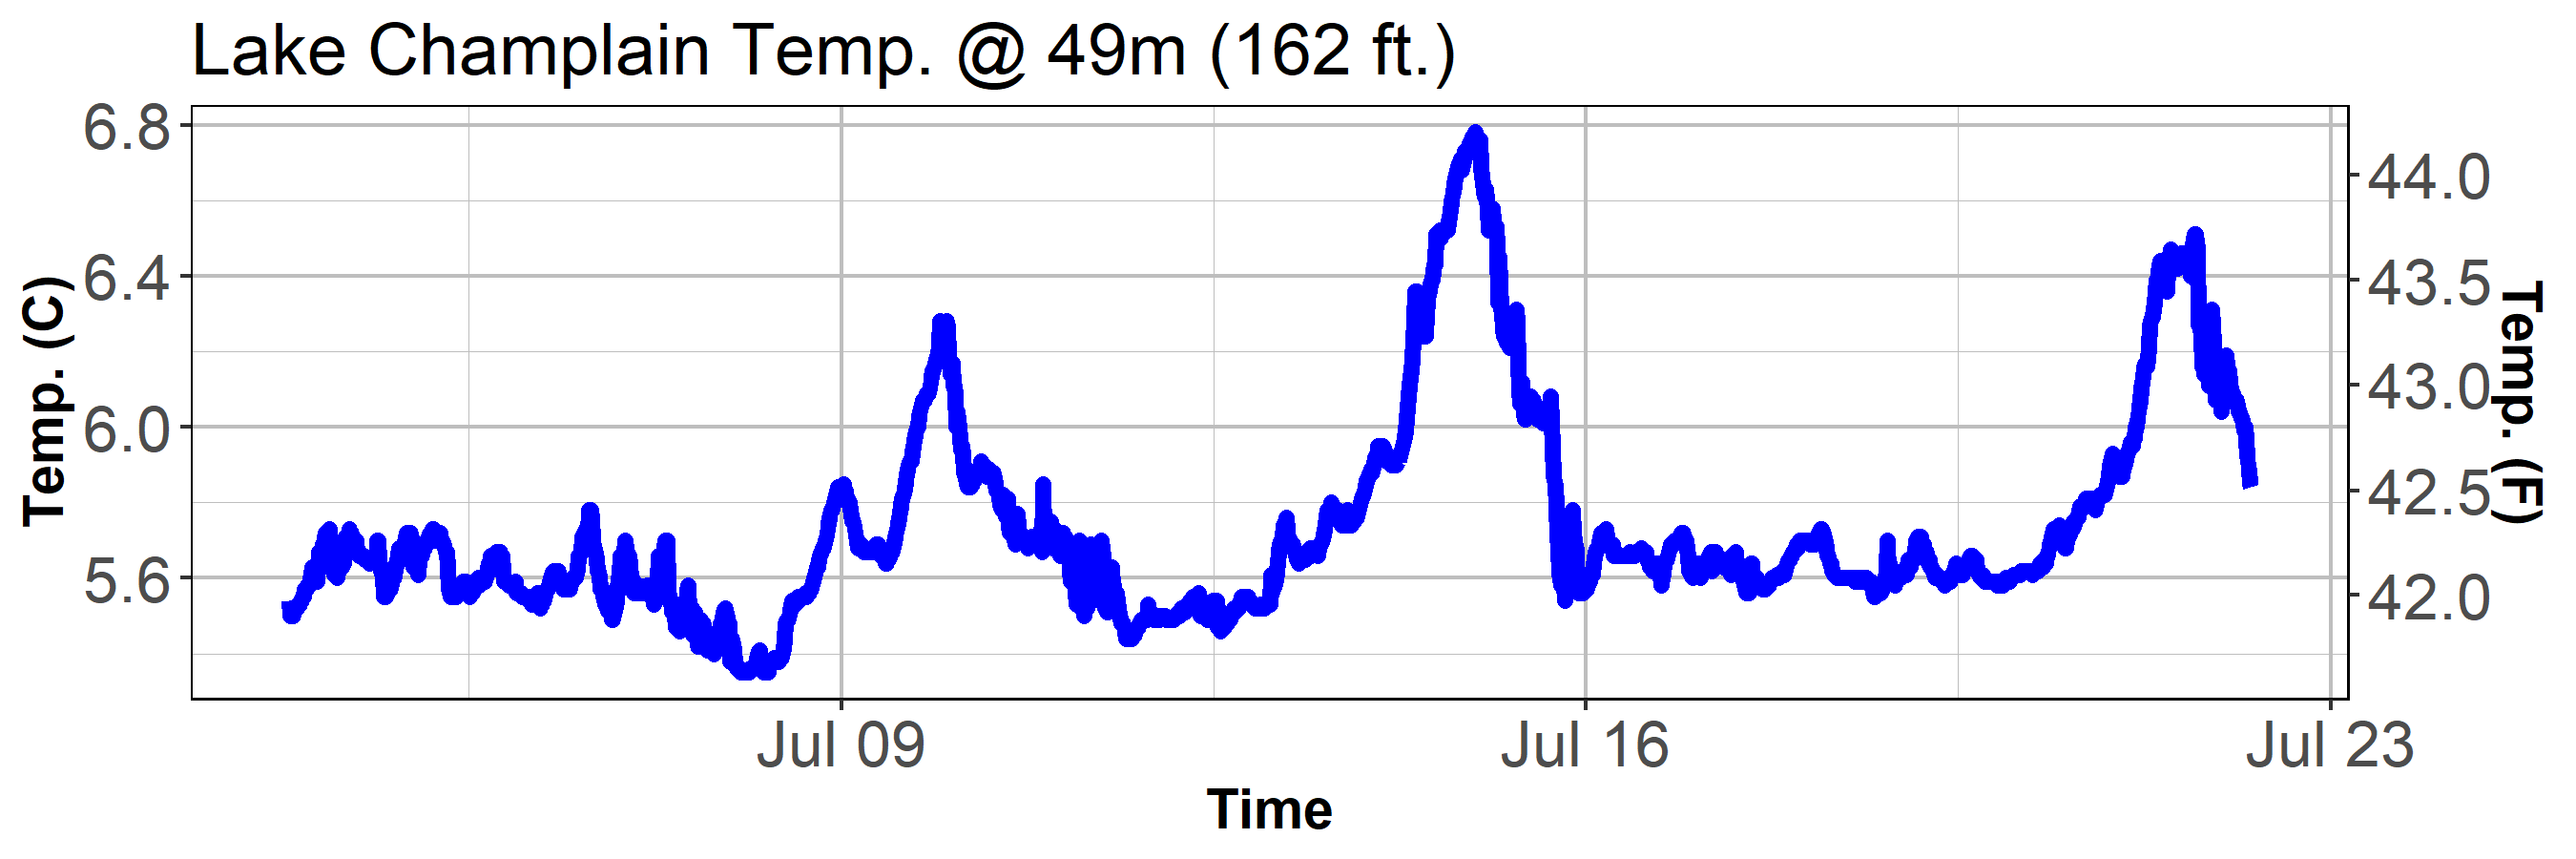 Lake Champlain Temp. @ 49m (162 ft.)
Temp. (C)
6.8
6.4
6.0
5.6
44.0
43.5
43.0
42.5
42.0
Temp. (F)
Jul 09
Jul 16
Jul 23
Time